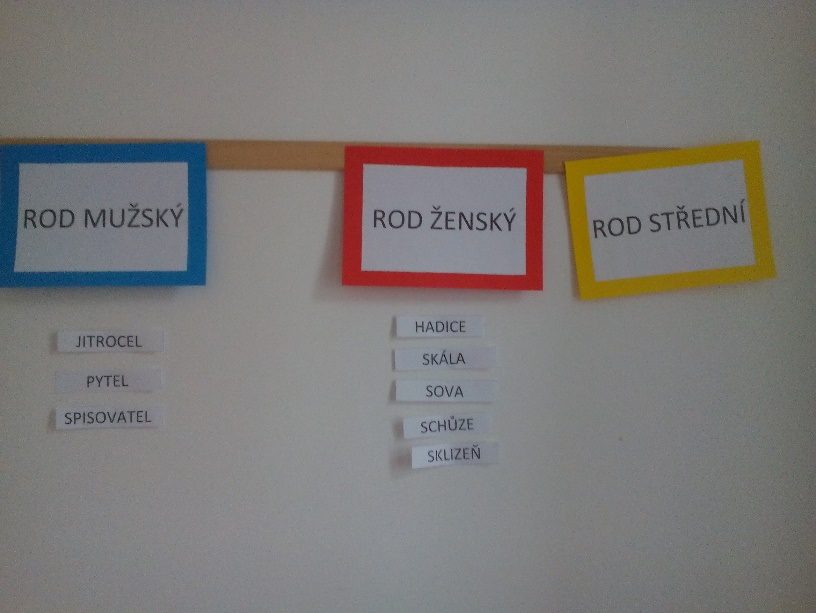 ROD MUŽSKÝ
JITROCEL
PYTEL
SPISOVATEL
ROD ŽENSKÝ
HADICE
SKÁLA
SOVA
SCHŮZE
SKLIZEŇ
ROD STŘEDNÍ